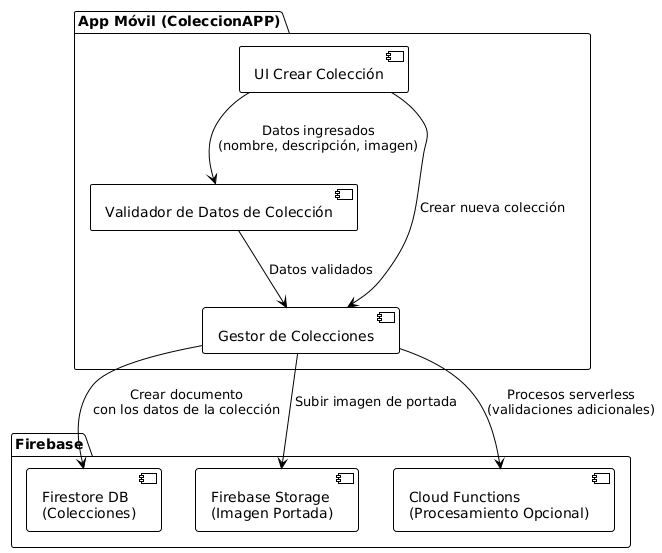 App Móvil (ColeccionAPP)
UI Crear Colección
Datos ingresados
(nombre, descripción, imagen)
Validador de Datos de Colección
Crear nueva colección
Datos validados
Gestor de Colecciones
Crear documento
con los datos de la colección
Subir imagen de portada
Procesos serverless
(validaciones adicionales)
Firebase
Firestore DB
(Colecciones)
Firebase Storage
(Imagen Portada)
Cloud Functions
(Procesamiento Opcional)